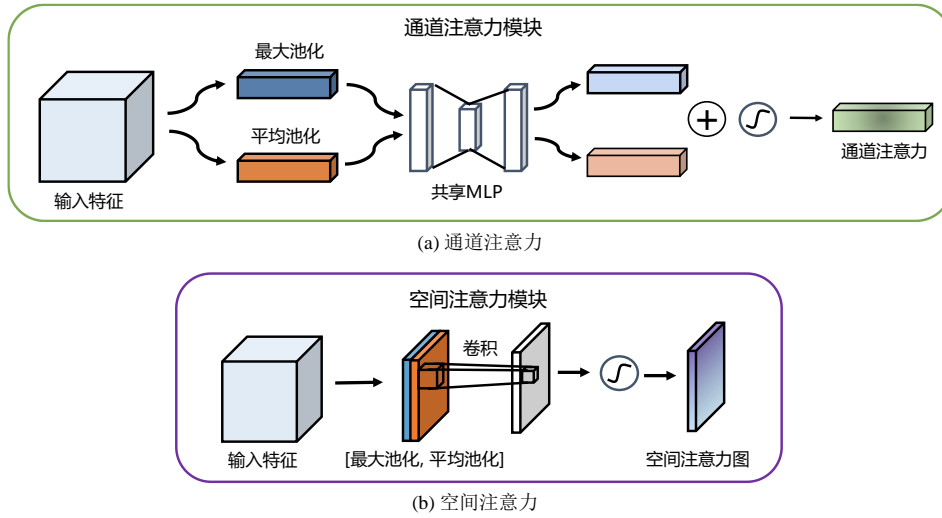 通道注意力模块
最大池化
平均池化
输入特征
共享MLP
通道注意力
(a) 通道注意力
空间注意力模块
卷积
输入特征
[最大池化, 平均池化]
空间注意力图
(b) 空间注意力